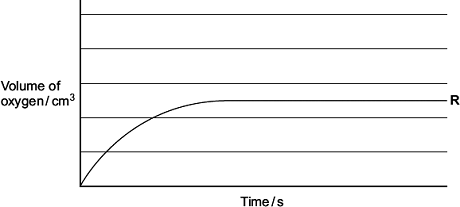 Volume of
oxygen / cm³
R
Time / s